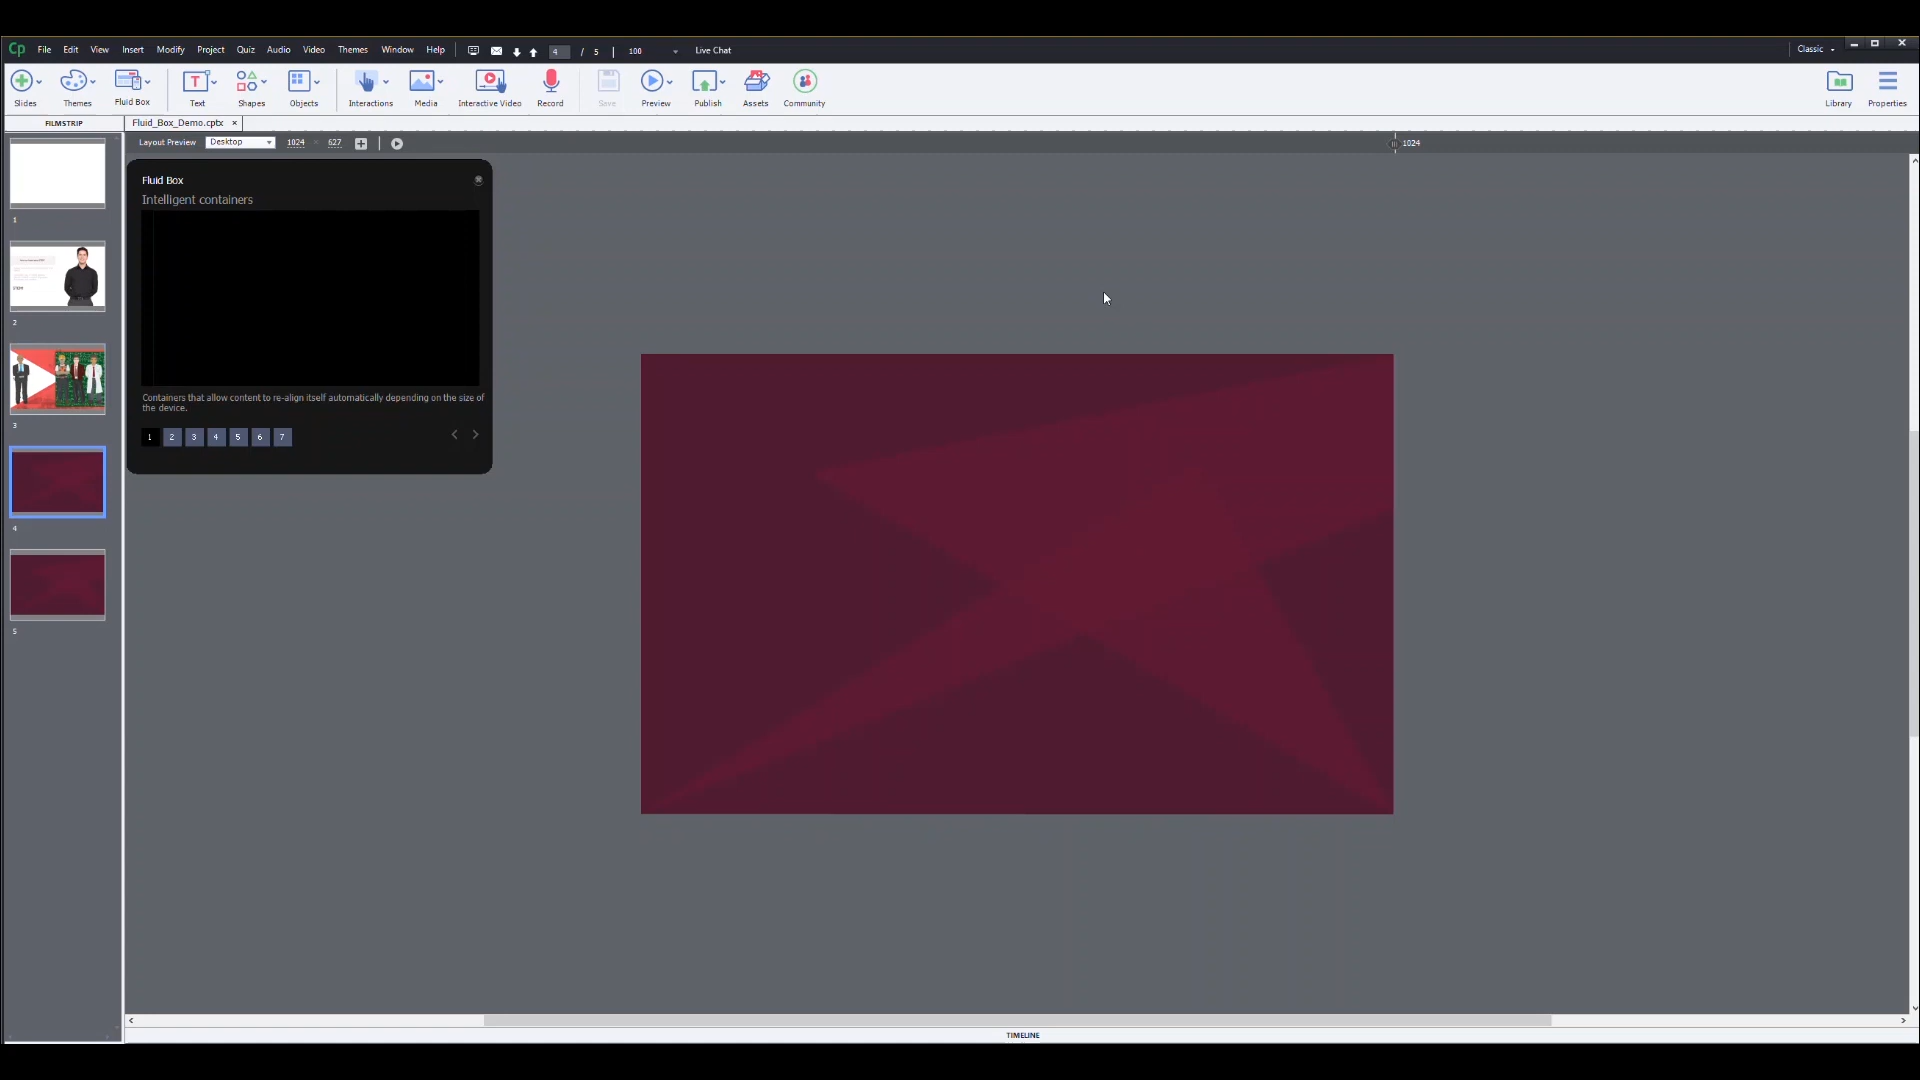 Cp File Edit View Insert Modify Project Quiz Audio Video Themes Window Help 4 / 5 100 Live Chat Classic
Slides Themes Fluid Box Text Shapes Objects Interactions Media Interactive Video Record Save Preview Publish Assets Community Library Properties
FILMSTRIP Fluid_Box_Demo.cptx ×
Layout Preview Desktop 1024 × 627 1024
Fluid Box
Intelligent containers
Containers that allow content to re-align itself automatically depending on the size of
the device.
1 2 3 4 5 6 7
1
2
3
4
5
TIMELINE